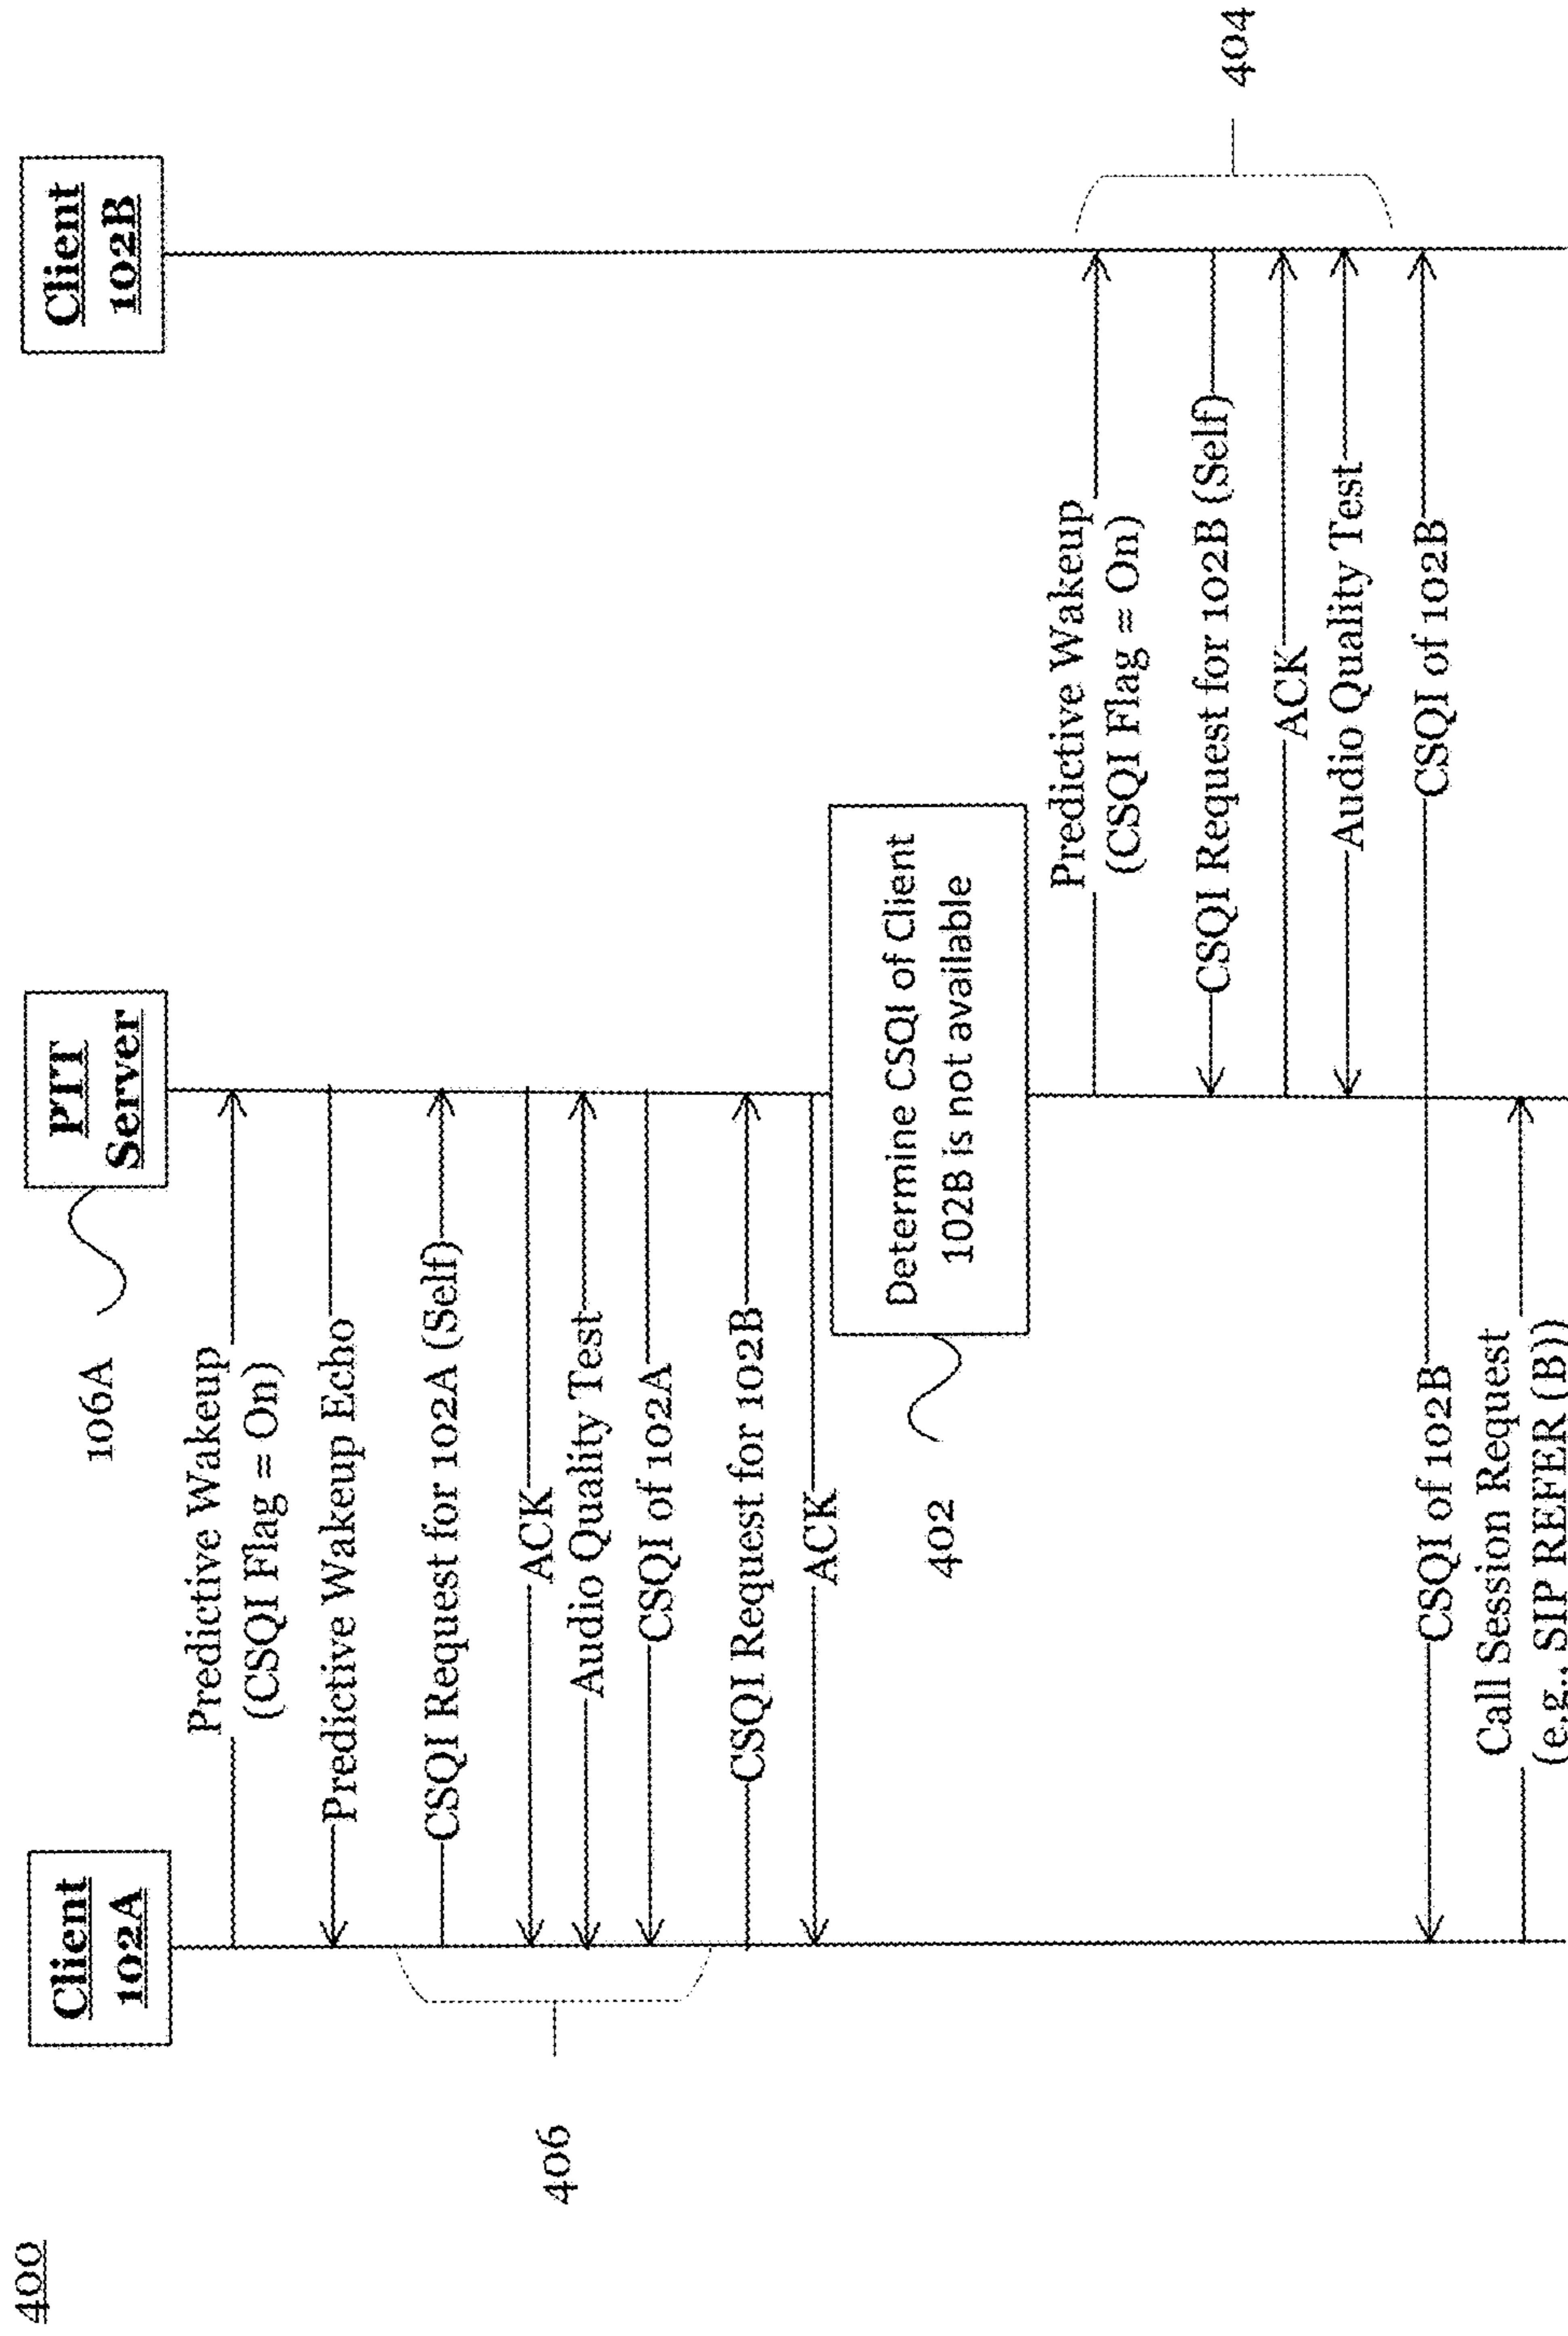 400
Client
102A
PTT
Server
Client
102B
106A
Predictive Wakeup
(CSQI Flag = On)
Predictive Wakeup Echo
CSQI Request for 102A (Self)
406
ACK
Audio Quality Test
CSQI of 102A
CSQI Request for 102B
ACK
Determine CSQI of Client
102B is not available
402
Predictive Wakeup
(CSQI Flag = On)
CSQI Request for 102B (Self)
404
ACK
Audio Quality Test
CSQI of 102B
CSQI of 102B
Call Session Request
(e.g., SIP REFER (B))